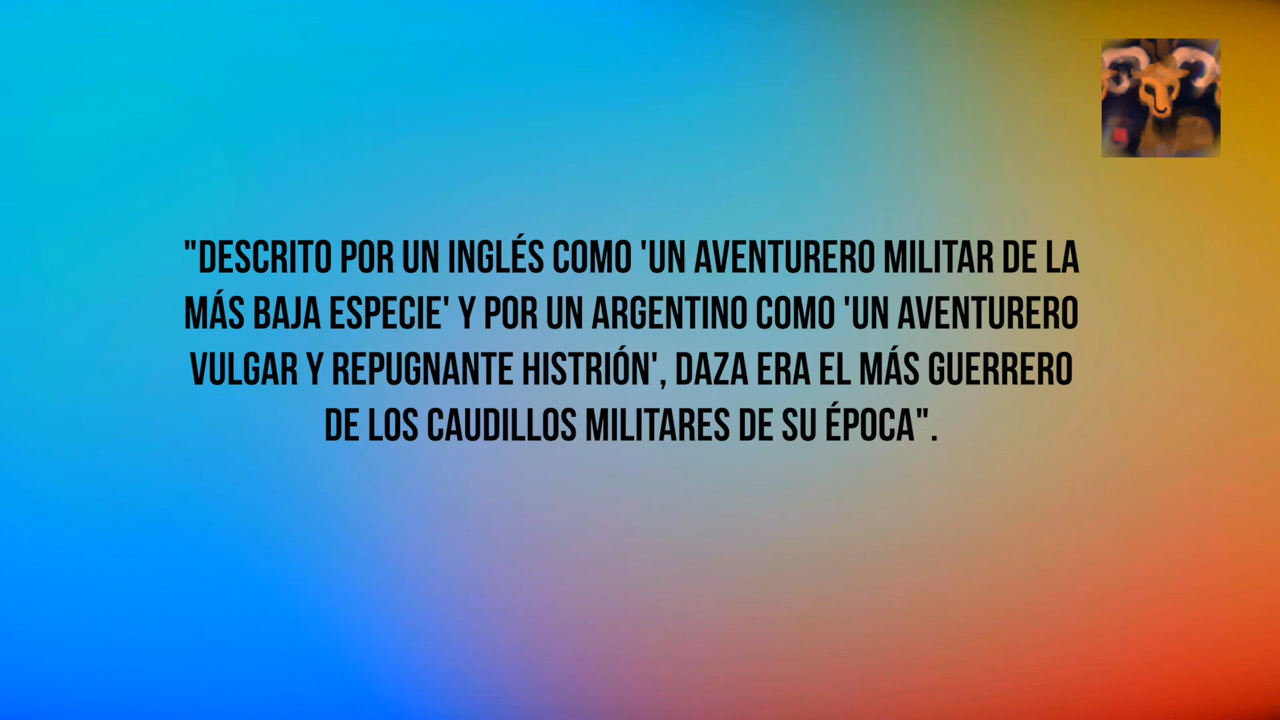 "DESCRITO POR UN INGLÉS COMO 'UN AVENTURERO MILITAR DE LA
MÁS BAJA ESPECIE' Y POR UN ARGENTINO COMO 'UN AVENTURERO
VULGAR Y REPUGNANTE HISTRIÓN', DAZA ERA EL MÁS GUERRERO
DE LOS CAUDILLOS MILITARES DE SU ÉPOCA".